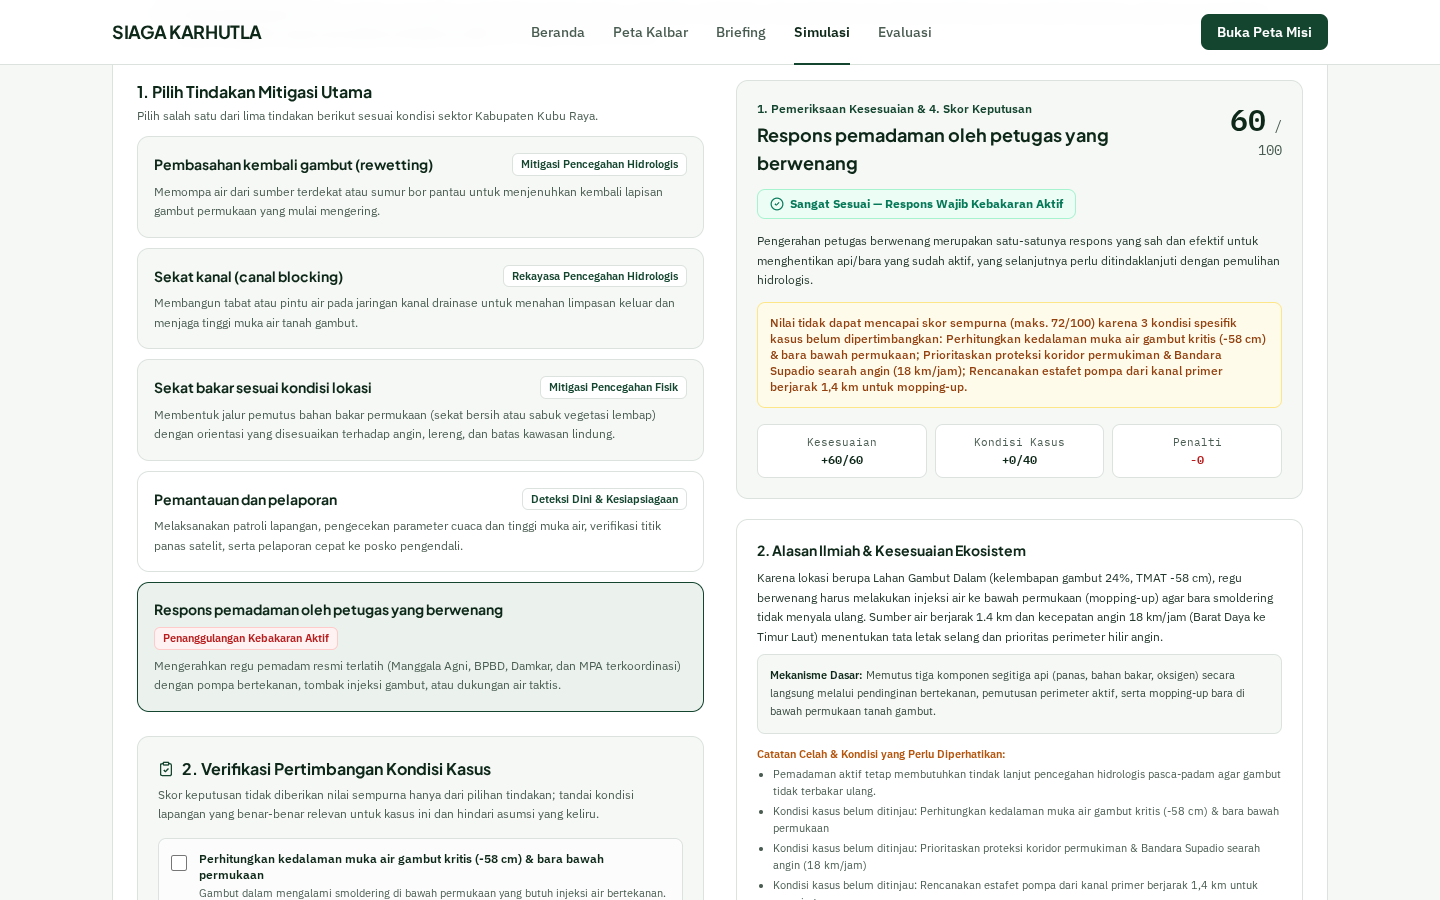 SIAGA KARHUTLA
Beranda
Peta Kalbar
Briefing
Simulasi
Evaluasi
Buka Peta Misi
1. Pilih Tindakan Mitigasi Utama
Pilih salah satu dari lima tindakan berikut sesuai kondisi sektor Kabupaten Kubu Raya.
Pembasahan kembali gambut (rewetting)
Mitigasi Pencegahan Hidrologis
Memompa air dari sumber terdekat atau sumur bor pantau untuk menjenuhkan kembali lapisan
gambut permukaan yang mulai mengering.
Sekat kanal (canal blocking)
Rekayasa Pencegahan Hidrologis
Membangun tabat atau pintu air pada jaringan kanal drainase untuk menahan limpasan keluar dan
menjaga tinggi muka air tanah gambut.
Sekat bakar sesuai kondisi lokasi
Mitigasi Pencegahan Fisik
Membentuk jalur pemutus bahan bakar permukaan (sekat bersih atau sabuk vegetasi lembap)
dengan orientasi yang disesuaikan terhadap angin, lereng, dan batas kawasan lindung.
Pemantauan dan pelaporan
Deteksi Dini & Kesiapsiagaan
Melaksanakan patroli lapangan, pengecekan parameter cuaca dan tinggi muka air, verifikasi titik
panas satelit, serta pelaporan cepat ke posko pengendali.
Respons pemadaman oleh petugas yang berwenang
Penanggulangan Kebakaran Aktif
Mengerahkan regu pemadam resmi terlatih (Manggala Agni, BPBD, Damkar, dan MPA terkoordinasi)
dengan pompa bertekanan, tombak injeksi gambut, atau dukungan air taktis.
2. Verifikasi Pertimbangan Kondisi Kasus
Skor keputusan tidak diberikan nilai sempurna hanya dari pilihan tindakan; tandai kondisi
lapangan yang benar-benar relevan untuk kasus ini dan hindari asumsi yang keliru.
Perhitungkan kedalaman muka air gambut kritis (-58 cm) & bara bawah
permukaan
Gambut dalam mengalami smoldering di bawah permukaan yang butuh injeksi air bertekanan.
1. Pemeriksaan Kesesuaian & 4. Skor Keputusan
Respons pemadaman oleh petugas yang
berwenang
60 /
100
Sangat Sesuai — Respons Wajib Kebakaran Aktif
Pengerahan petugas berwenang merupakan satu-satunya respons yang sah dan efektif untuk
menghentikan api/bara yang sudah aktif, yang selanjutnya perlu ditindaklanjuti dengan pemulihan
hidrologis.
Nilai tidak dapat mencapai skor sempurna (maks. 72/100) karena 3 kondisi spesifik
kasus belum dipertimbangkan: Perhitungkan kedalaman muka air gambut kritis (-58 cm)
& bara bawah permukaan; Prioritaskan proteksi koridor permukiman & Bandara
Supadio searah angin (18 km/jam); Rencanakan estafet pompa dari kanal primer
berjarak 1,4 km untuk mopping-up.
Kesesuaian
+60/60
Kondisi Kasus
+0/40
Penalti
-0
2. Alasan Ilmiah & Kesesuaian Ekosistem
Karena lokasi berupa Lahan Gambut Dalam (kelembapan gambut 24%, TMAT -58 cm), regu
berwenang harus melakukan injeksi air ke bawah permukaan (mopping-up) agar bara smoldering
tidak menyala ulang. Sumber air berjarak 1.4 km dan kecepatan angin 18 km/jam (Barat Daya ke
Timur Laut) menentukan tata letak selang dan prioritas perimeter hilir angin.
Mekanisme Dasar: Memutus tiga komponen segitiga api (panas, bahan bakar, oksigen) secara
langsung melalui pendinginan bertekanan, pemutusan perimeter aktif, serta mopping-up bara di
bawah permukaan tanah gambut.
Catatan Celah & Kondisi yang Perlu Diperhatikan:
• Pemadaman aktif tetap membutuhkan tindak lanjut pencegahan hidrologis pasca-padam agar gambut
tidak terbakar ulang.
• Kondisi kasus belum ditinjau: Perhitungkan kedalaman muka air gambut kritis (-58 cm) & bara bawah
permukaan
• Kondisi kasus belum ditinjau: Prioritaskan proteksi koridor permukiman & Bandara Supadio searah
angin (18 km/jam)
• Kondisi kasus belum ditinjau: Rencanakan estafet pompa dari kanal primer berjarak 1,4 km untuk